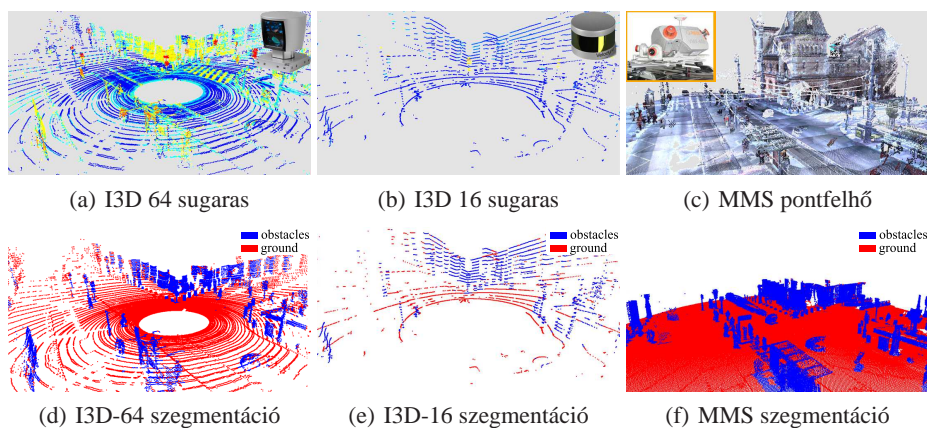 (a) I3D 64 sugaras
(b) I3D 16 sugaras
(c) MMS pontfelhő
obstacles
ground
obstacles
ground
obstacles
ground
(d) I3D-64 szegmentáció
(e) I3D-16 szegmentáció
(f) MMS szegmentáció